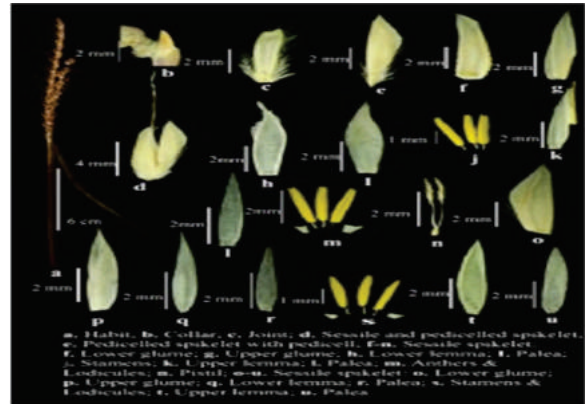 2 mm b 2 mm c 2 mm e 2 mm f 2 mm g
4 mm d 2mm h 2 mm l 1 mm j 2 mm k
6 cm a 2mm l 2mm m 2 mm n 2 mm o
2 mm p 2 mm q 2 mm r 1 mm s 2 mm t 2 mm u
a. Habit, b. Collar, c. Joint; d. Sessile and pedicelled spikelet,
e. Pedicelled spikelet with pedicell, f-n. Sessile spikelet
f. Lower glume; g. Upper glume, h. Lower lemma; I. Palea;
j. Stamens; k. Upper lemma; l. Palea; m. Anthers &
Lodicules; n. Pistil; o-u. Sessile spikelet o. Lower glume;
p. Upper glume; q. Lower lemma; r. Palea; s. Stamens &
Lodicules; t. Upper lemma, u. Palea